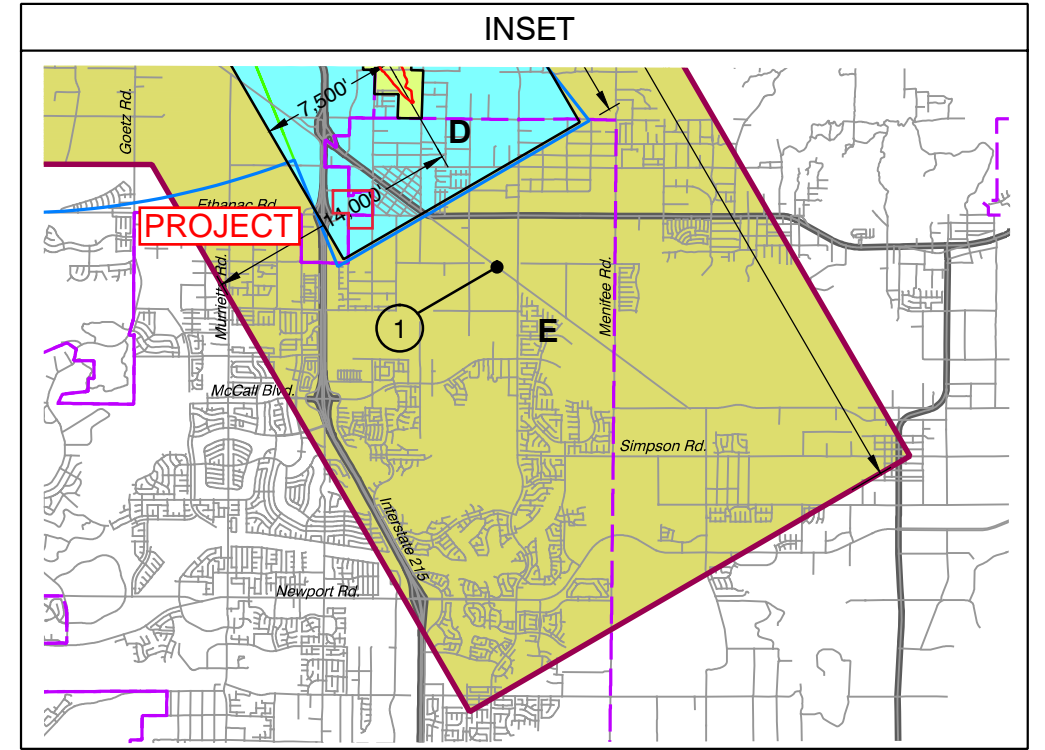 INSET
Goetz Rd.
7,500'
D
Ethanac Rd.
14,000'
PROJECT
Murrieta Rd.
Menifee Rd.
1
E
McCall Blvd.
Simpson Rd.
Interstate 215
Newport Rd.